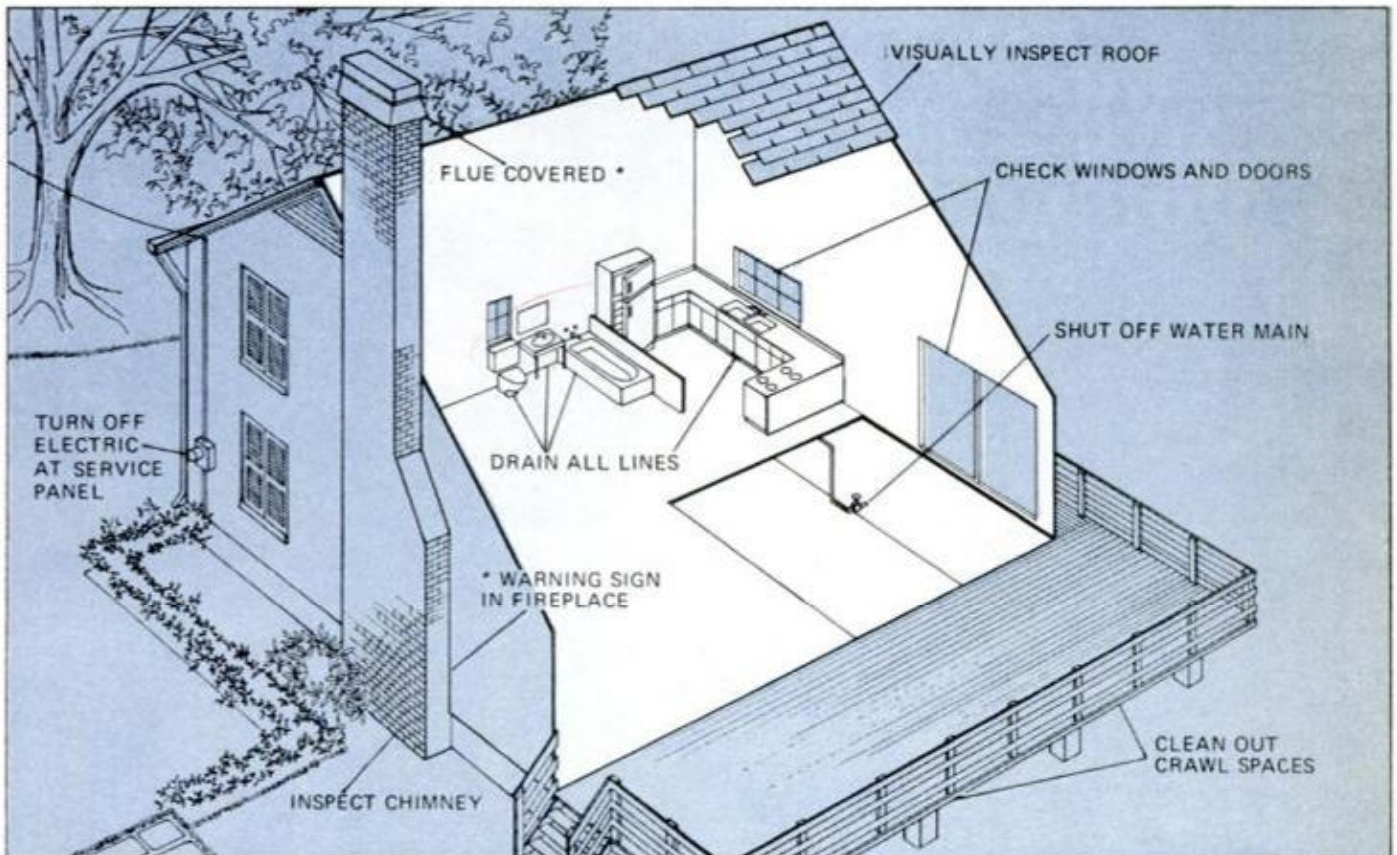 VISUALLY INSPECT ROOF
FLUE COVERED *
CHECK WINDOWS AND DOORS
SHUT OFF WATER MAIN
TURN OFF
ELECTRIC
AT SERVICE
PANEL
DRAIN ALL LINES
* WARNING SIGN
IN FIREPLACE
INSPECT CHIMNEY
CLEAN OUT
CRAWL SPACES